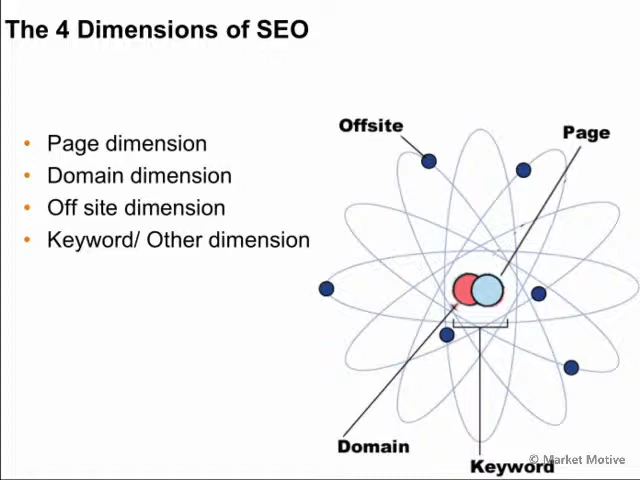 The 4 Dimensions of SEO
• Page dimension
• Domain dimension
• Off site dimension
• Keyword/ Other dimension
Offsite
Page
Domain
Keyword
© Market Motive